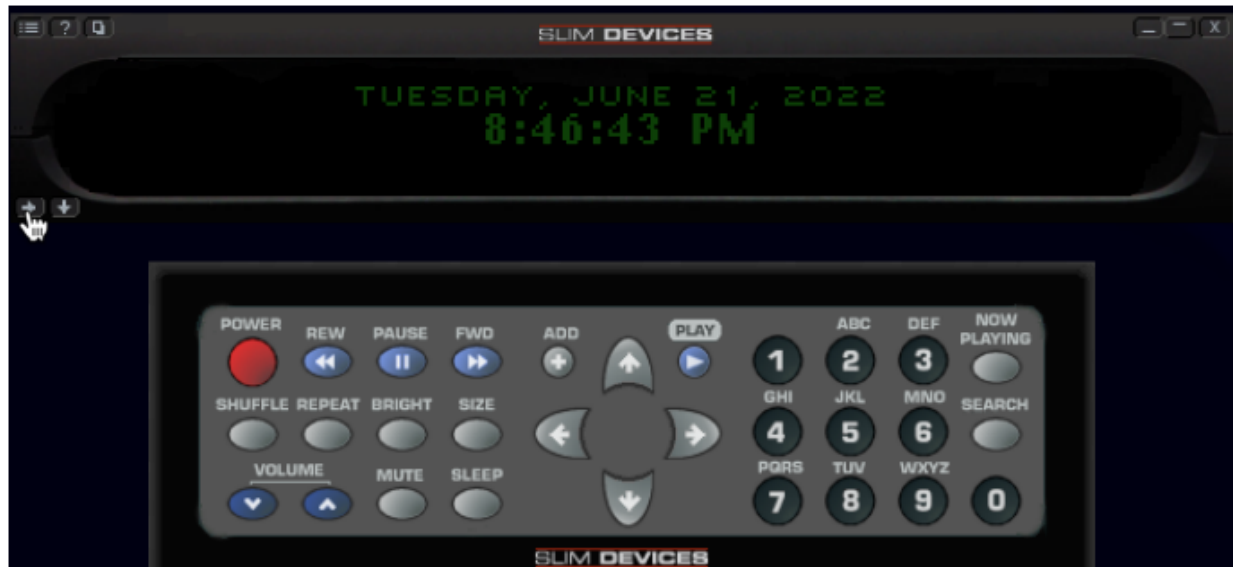 ?
SLIM DEVICES
X
TUESDAY, JUNE 21, 2022
8:46:43 PM
POWER REW PAUSE FWD ADD PLAY ABC DEF NOW PLAYING
1 2 3
SHUFFLE REPEAT BRIGHT SIZE GHI JKL MNO SEARCH
4 5 6
VOLUME MUTE SLEEP PQRS TUV WXYZ
7 8 9 0
SLIM DEVICES